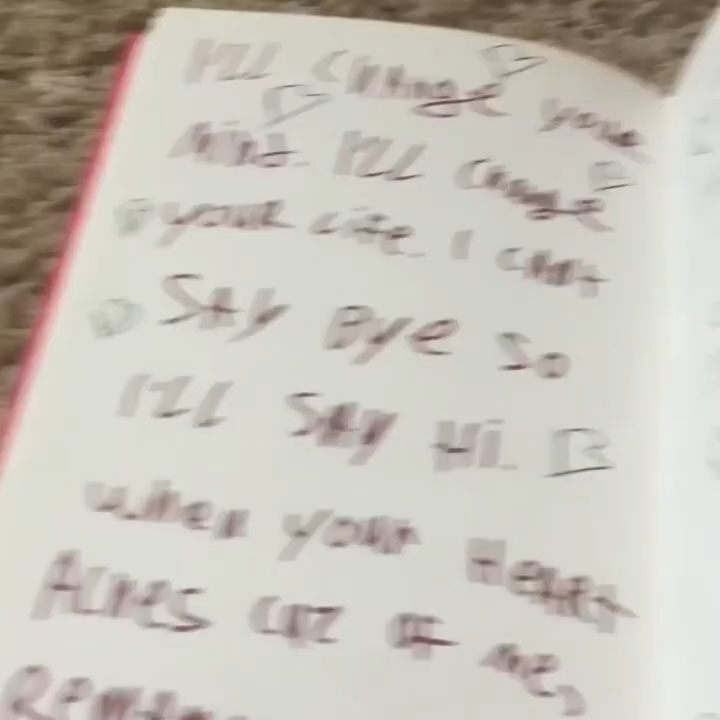 I'll change your
mind. I'll change
your life. I can't
say bye so
I'll say hi.
when your heart
aches cuz of me,